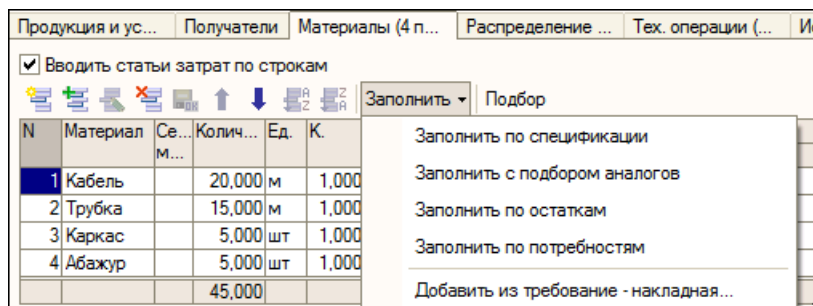 Продукция и ус... Получатели Материалы (4 п... Распределение ... Тех. операции (...
Вводить статьи затрат по строкам
Заполнить Подбор
N Материал Се... м... Колич... Ед. К.
1 Кабель 20,000 м 1,000
2 Трубка 15,000 м 1,000
3 Каркас 5,000 шт 1,000
4 Абажур 5,000 шт 1,000
45,000
Заполнить по спецификации
Заполнить с подбором аналогов
Заполнить по остаткам
Заполнить по потребностям
Добавить из требование - накладная...